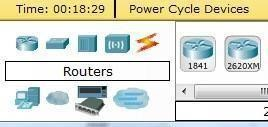 Time: 00:18:29 Power Cycle Devices
Routers
1841 2620XM